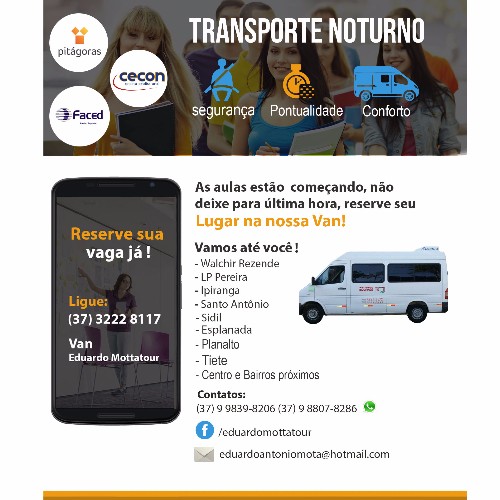 pitágoras
TRANSPORTE NOTURNO
cecon
Faced
segurança
Pontualidade
Conforto
As aulas estão começando, não
deixe para última hora, reserve seu
Lugar na nossa Van!
Reserve sua
vaga já !
Ligue:
(37) 3222 8117
Van
Eduardo Mottatour
Vamos até você !
- Walchir Rezende
- LP Pereira
- Ipiranga
- Santo Antônio
- Sidil
- Esplanada
- Planalto
- Tiete
- Centro e Bairros próximos
Contatos:
(37) 9 9839-8206 (37) 9 8807-8286
/eduardomottatour
eduardoantoniomota@hotmail.com